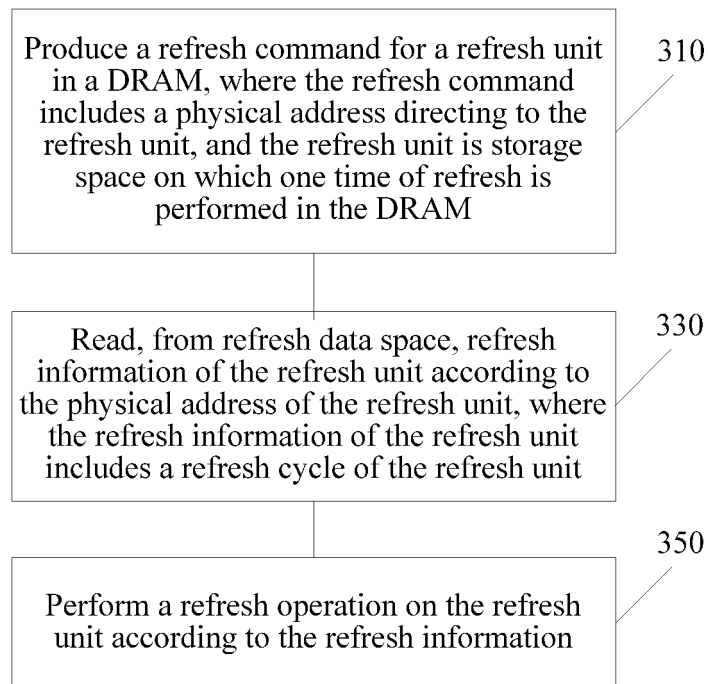 Produce a refresh command for a refresh unit
in a DRAM, where the refresh command
includes a physical address directing to the
refresh unit, and the refresh unit is storage
space on which one time of refresh is
performed in the DRAM
310
Read, from refresh data space, refresh
information of the refresh unit according to
the physical address of the refresh unit, where
the refresh information of the refresh unit
includes a refresh cycle of the refresh unit
330
Perform a refresh operation on the refresh
unit according to the refresh information
350